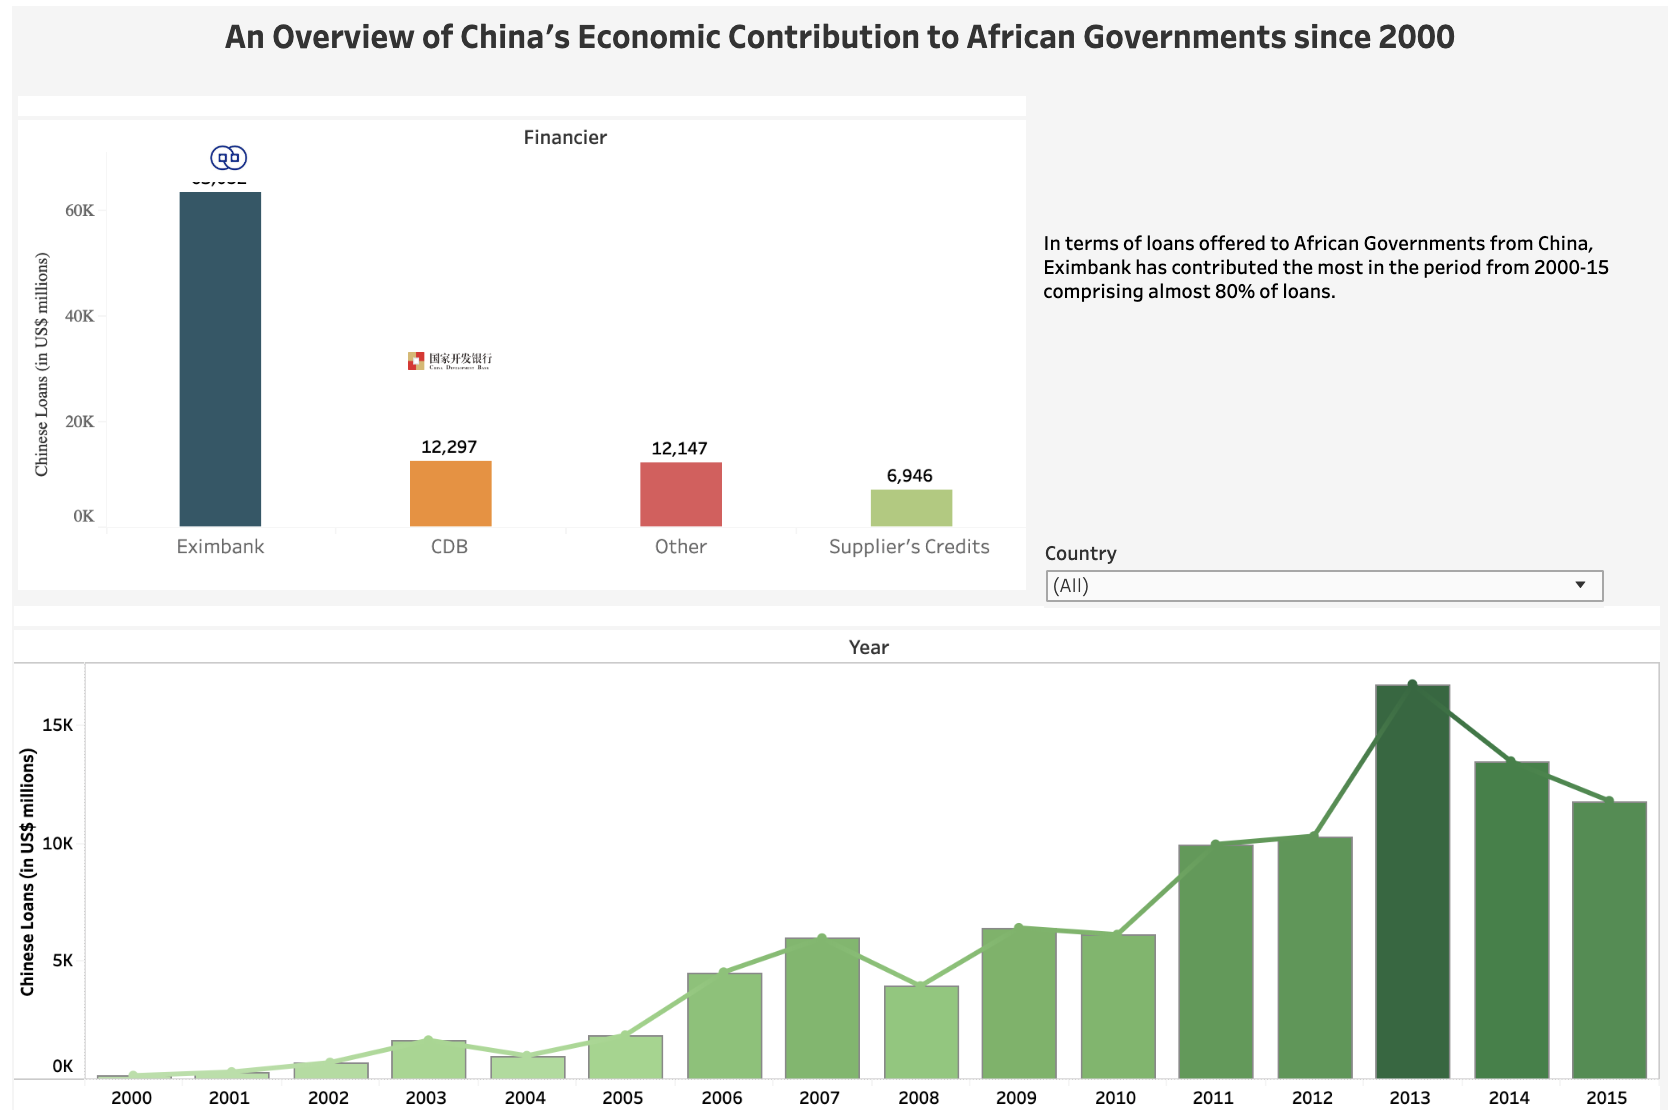 An Overview of China's Economic Contribution to African Governments since 2000
Financier
Chinese Loans (in US$ millions)
60K
40K
20K
0K
国家开发银行
China Development Bank
12,297
12,147
6,946
Eximbank
CDB
Other
Supplier's Credits
In terms of loans offered to African Governments from China,
Eximbank has contributed the most in the period from 2000-15
comprising almost 80% of loans.
Country
(All)
Year
Chinese Loans (in US$ millions)
15K
10K
5K
0K
2000
2001
2002
2003
2004
2005
2006
2007
2008
2009
2010
2011
2012
2013
2014
2015